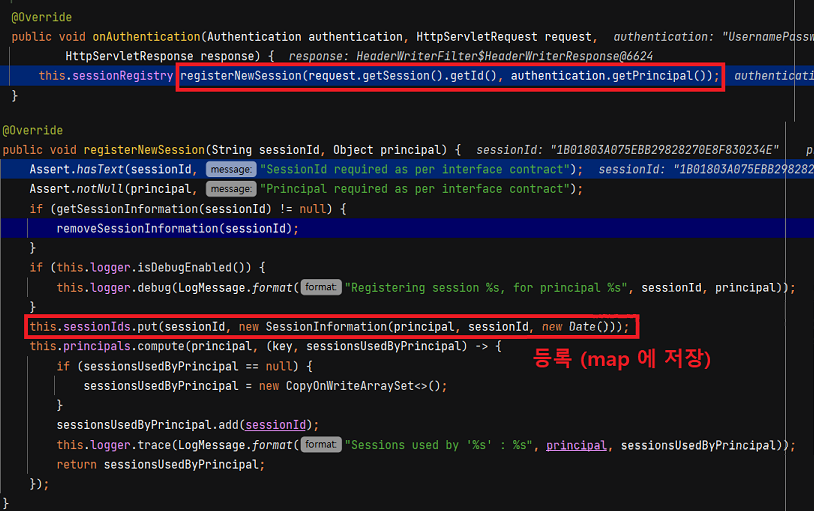 @Override
public void onAuthentication(Authentication authentication, HttpServletRequest request,  authentication: "UsernamePassw
HttpServletResponse response) {  response: HeaderWriterFilter$HeaderWriterResponse@6624
this.sessionRegistry.registerNewSession(request.getSession().getId(), authentication.getPrincipal());  authenticatio
}
@Override
public void registerNewSession(String sessionId, Object principal) {  sessionId: "1B01803A075EBB29828270E8F830234E"  p
Assert.hasText(sessionId, message: "SessionId required as per interface contract");  sessionId: "1B01803A075EBB298282
Assert.notNull(principal, message: "Principal required as per interface contract");
if (getSessionInformation(sessionId) != null) {
removeSessionInformation(sessionId);
}
if (this.logger.isDebugEnabled()) {
this.logger.debug(LogMessage.format( format: "Registering session %s, for principal %s", sessionId, principal));
}
this.sessionIds.put(sessionId, new SessionInformation(principal, sessionId, new Date()));
this.principals.compute(principal, (key, sessionsUsedByPrincipal) -> {
등록 (map 에 저장)
if (sessionsUsedByPrincipal == null) {
sessionsUsedByPrincipal = new CopyOnWriteArraySet<>();
}
sessionsUsedByPrincipal.add(sessionId);
this.logger.trace(LogMessage.format( format: "Sessions used by '%s' : %s", principal, sessionsUsedByPrincipal));
return sessionsUsedByPrincipal;
});
}